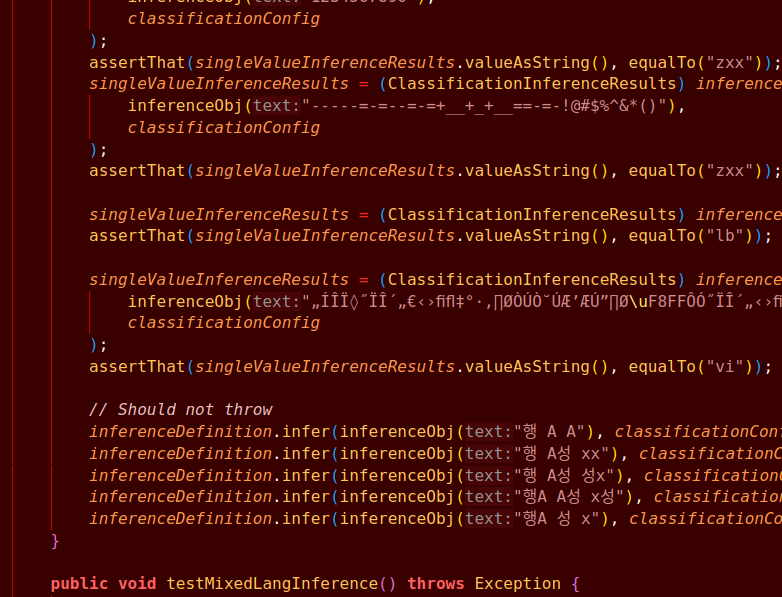 inferenceObj(text:"1234567890"),
classificationConfig
);
assertThat(singleValueInferenceResults.valueAsString(), equalTo("zxx"));
singleValueInferenceResults = (ClassificationInferenceResults) inference
inferenceObj(text:"-----=-=--=-=+__+_+__==-=-!@#$%^&*()"),
classificationConfig
);
assertThat(singleValueInferenceResults.valueAsString(), equalTo("zxx"));
singleValueInferenceResults = (ClassificationInferenceResults) inference
assertThat(singleValueInferenceResults.valueAsString(), equalTo("lb"));
singleValueInferenceResults = (ClassificationInferenceResults) inference
inferenceObj(text:"„ÍÎÏ◊˝ÏÎ´„€‹›ﬁﬂ‡°·‚∏ØÒÚÒ˘ÚÆ’ÆÚ”∏Ø\uF8FFÔÓ˝ÏÎ´„‹›ﬁ
classificationConfig
);
assertThat(singleValueInferenceResults.valueAsString(), equalTo("vi"));
// Should not throw
inferenceDefinition.infer(inferenceObj(text:"행 A A"), classificationConf
inferenceDefinition.infer(inferenceObj(text:"행 A성 xx"), classificationC
inferenceDefinition.infer(inferenceObj(text:"행 A성 성x"), classification
inferenceDefinition.infer(inferenceObj(text:"행A A성 x성"), classification
inferenceDefinition.infer(inferenceObj(text:"행A 성 x"), classificationCo
}
public void testMixedLangInference() throws Exception {